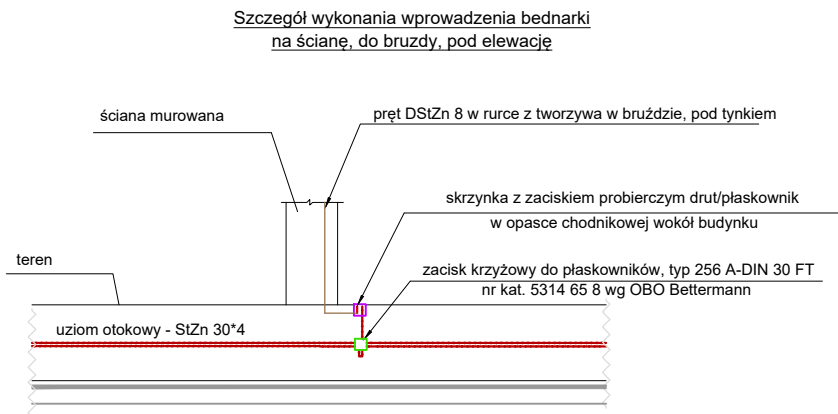 Szczegół wykonania wprowadzenia bednarki
na ścianę, do bruzdy, pod elewację
ściana murowana
pręt DStZn 8 w rurce z tworzywa w bruździe, pod tynkiem
skrzynka z zaciskiem probierczym drut/płaskownik
w opasce chodnikowej wokół budynku
teren
zacisk krzyżowy do płaskowników, typ 256 A-DIN 30 FT
nr kat. 5314 65 8 wg OBO Bettermann
uziom otokowy - StZn 30*4